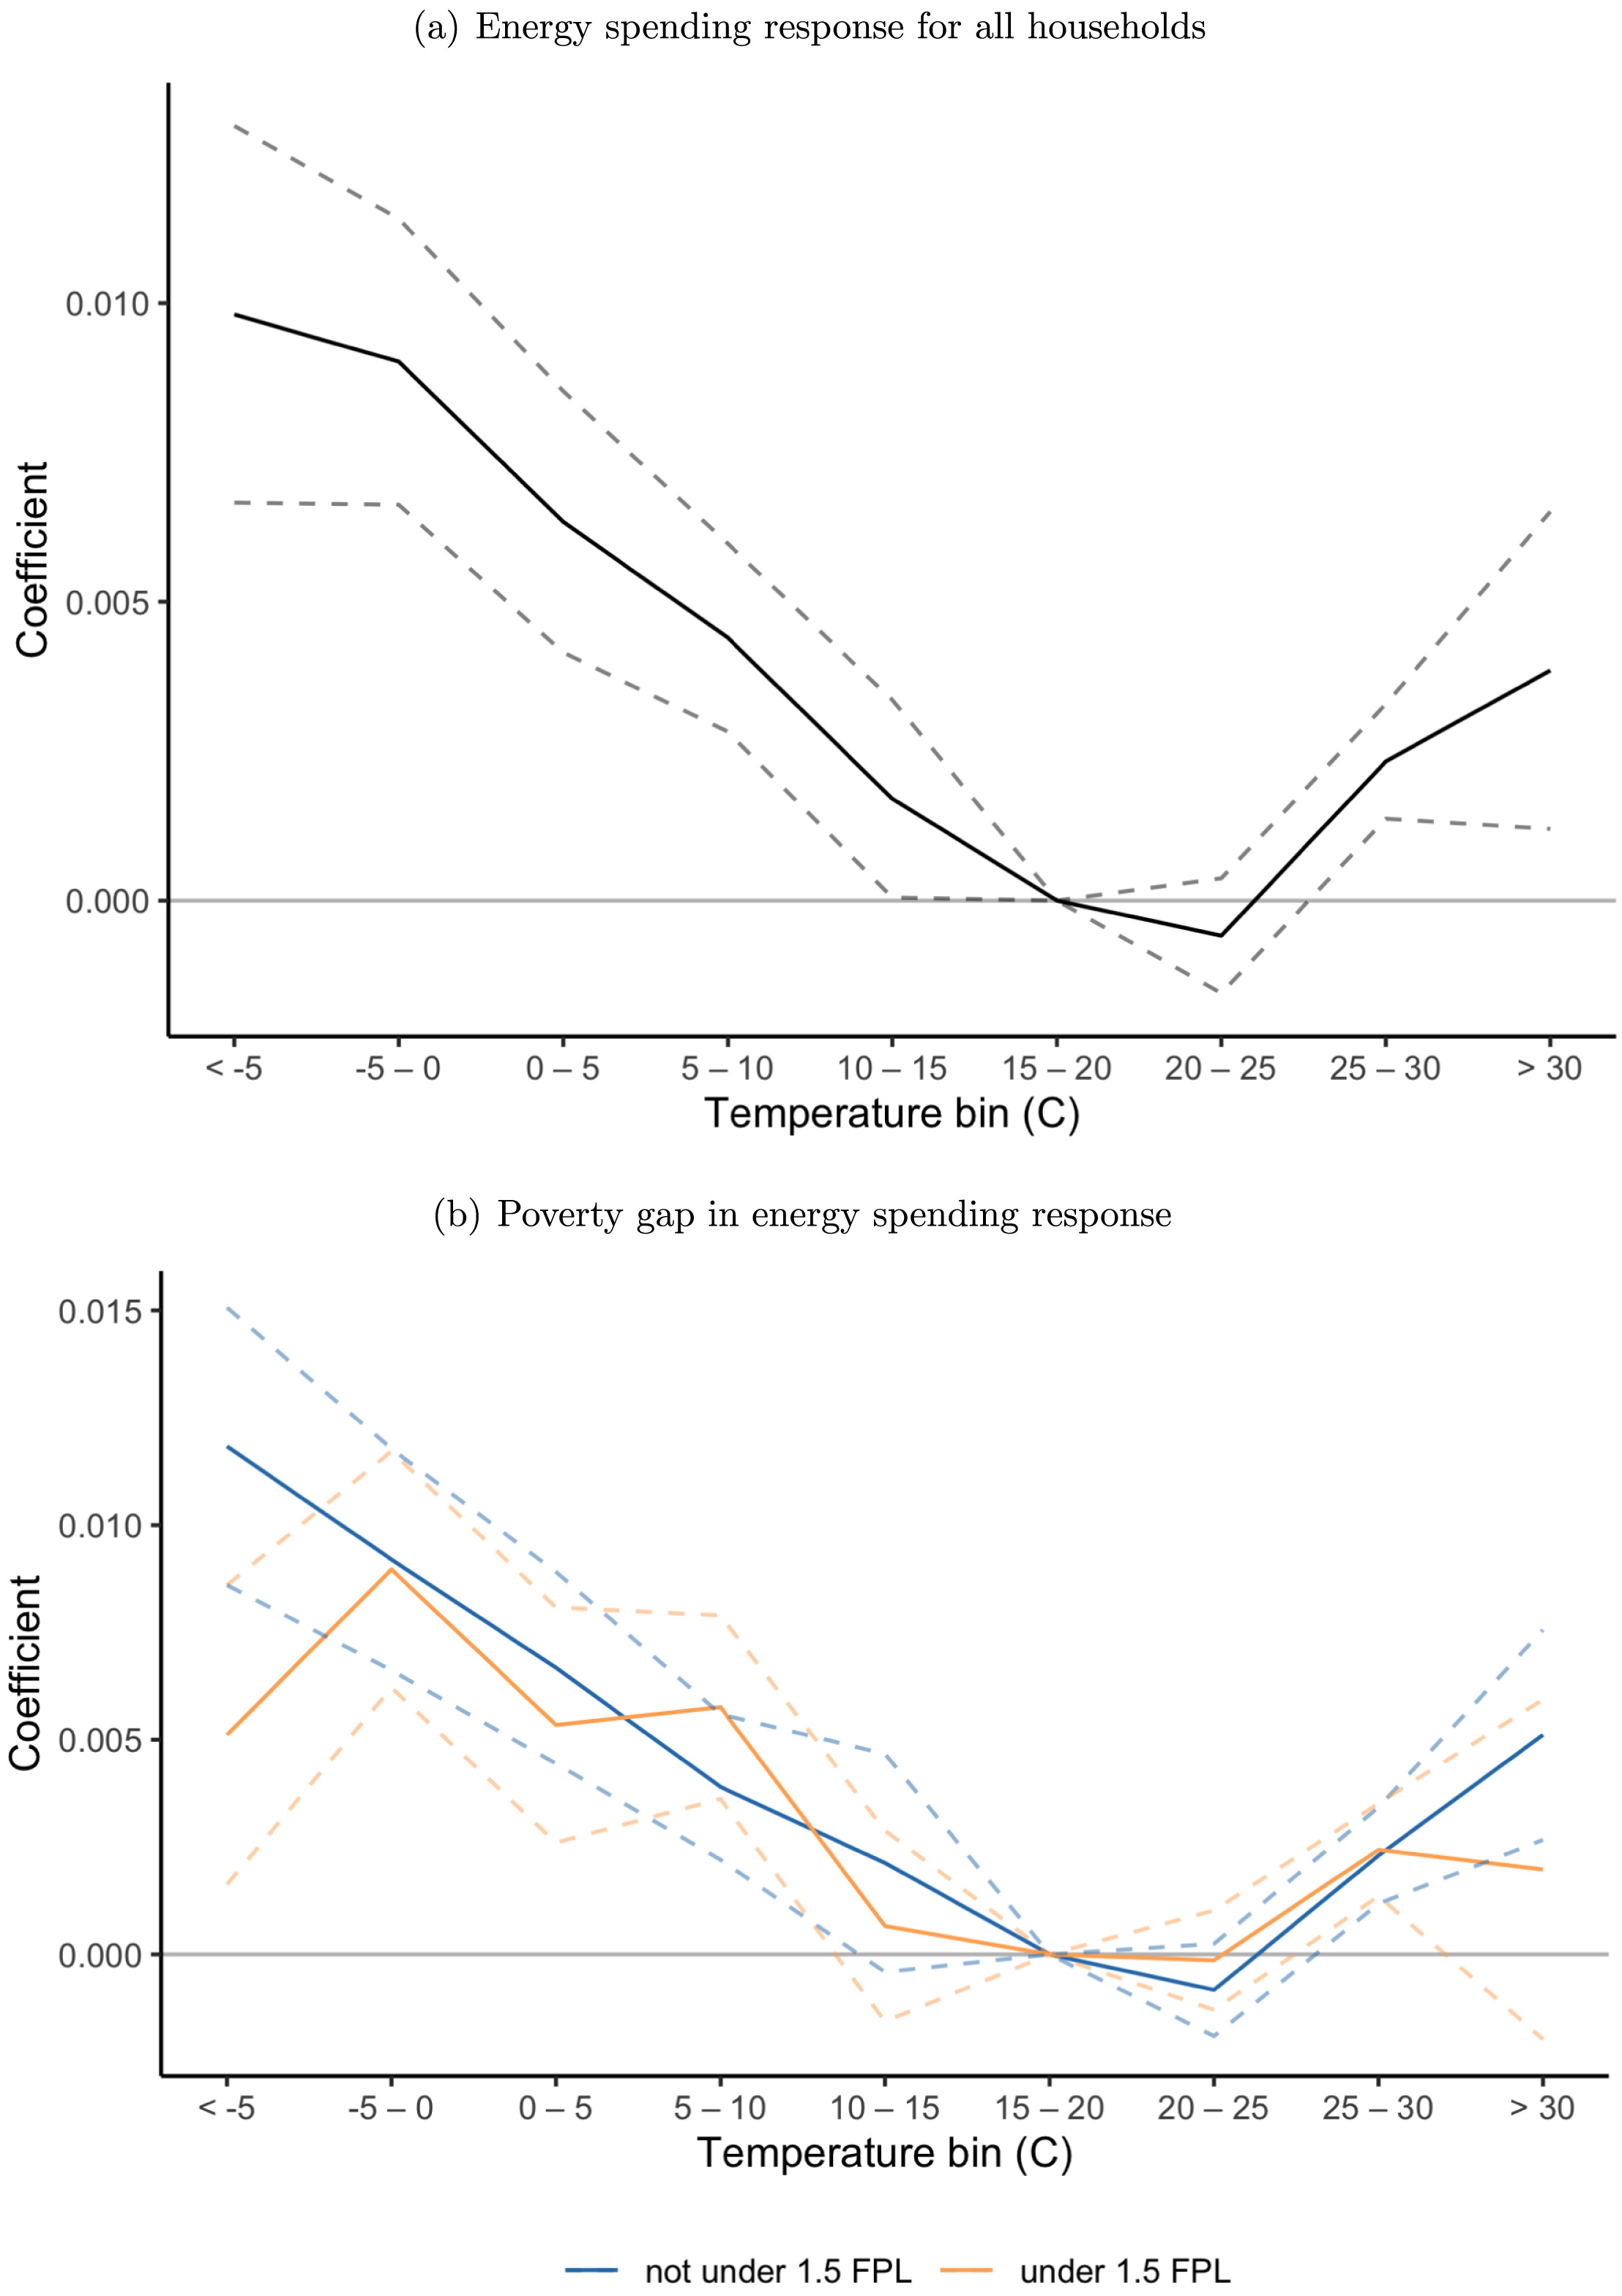 (a) Energy spending response for all households
0.010
0.005
0.000
Coefficient
< -5 -5 – 0 0 – 5 5 – 10 10 – 15 15 – 20 20 – 25 25 – 30 > 30
Temperature bin (C)
(b) Poverty gap in energy spending response
0.015
0.010
0.005
0.000
Coefficient
< -5 -5 – 0 0 – 5 5 – 10 10 – 15 15 – 20 20 – 25 25 – 30 > 30
Temperature bin (C)
not under 1.5 FPL under 1.5 FPL